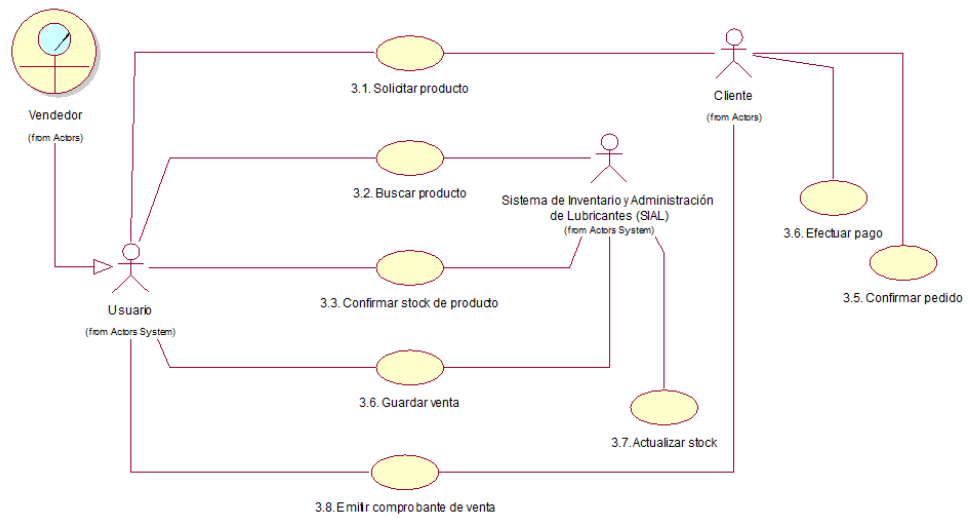 3.1. Solicitar producto
Cliente
(from Actors)
Vendedor
(from Actors)
3.2. Buscar producto
Sistema de Inventario y Administración
de Lubricantes (SIAL)
(from Actors System)
3.6. Efectuar pago
3.5. Confirmar pedido
3.3. Confirmar stock de producto
Usuario
(from Actors System)
3.6. Guardar venta
3.7. Actualizar stock
3.8. Emitir comprobante de venta